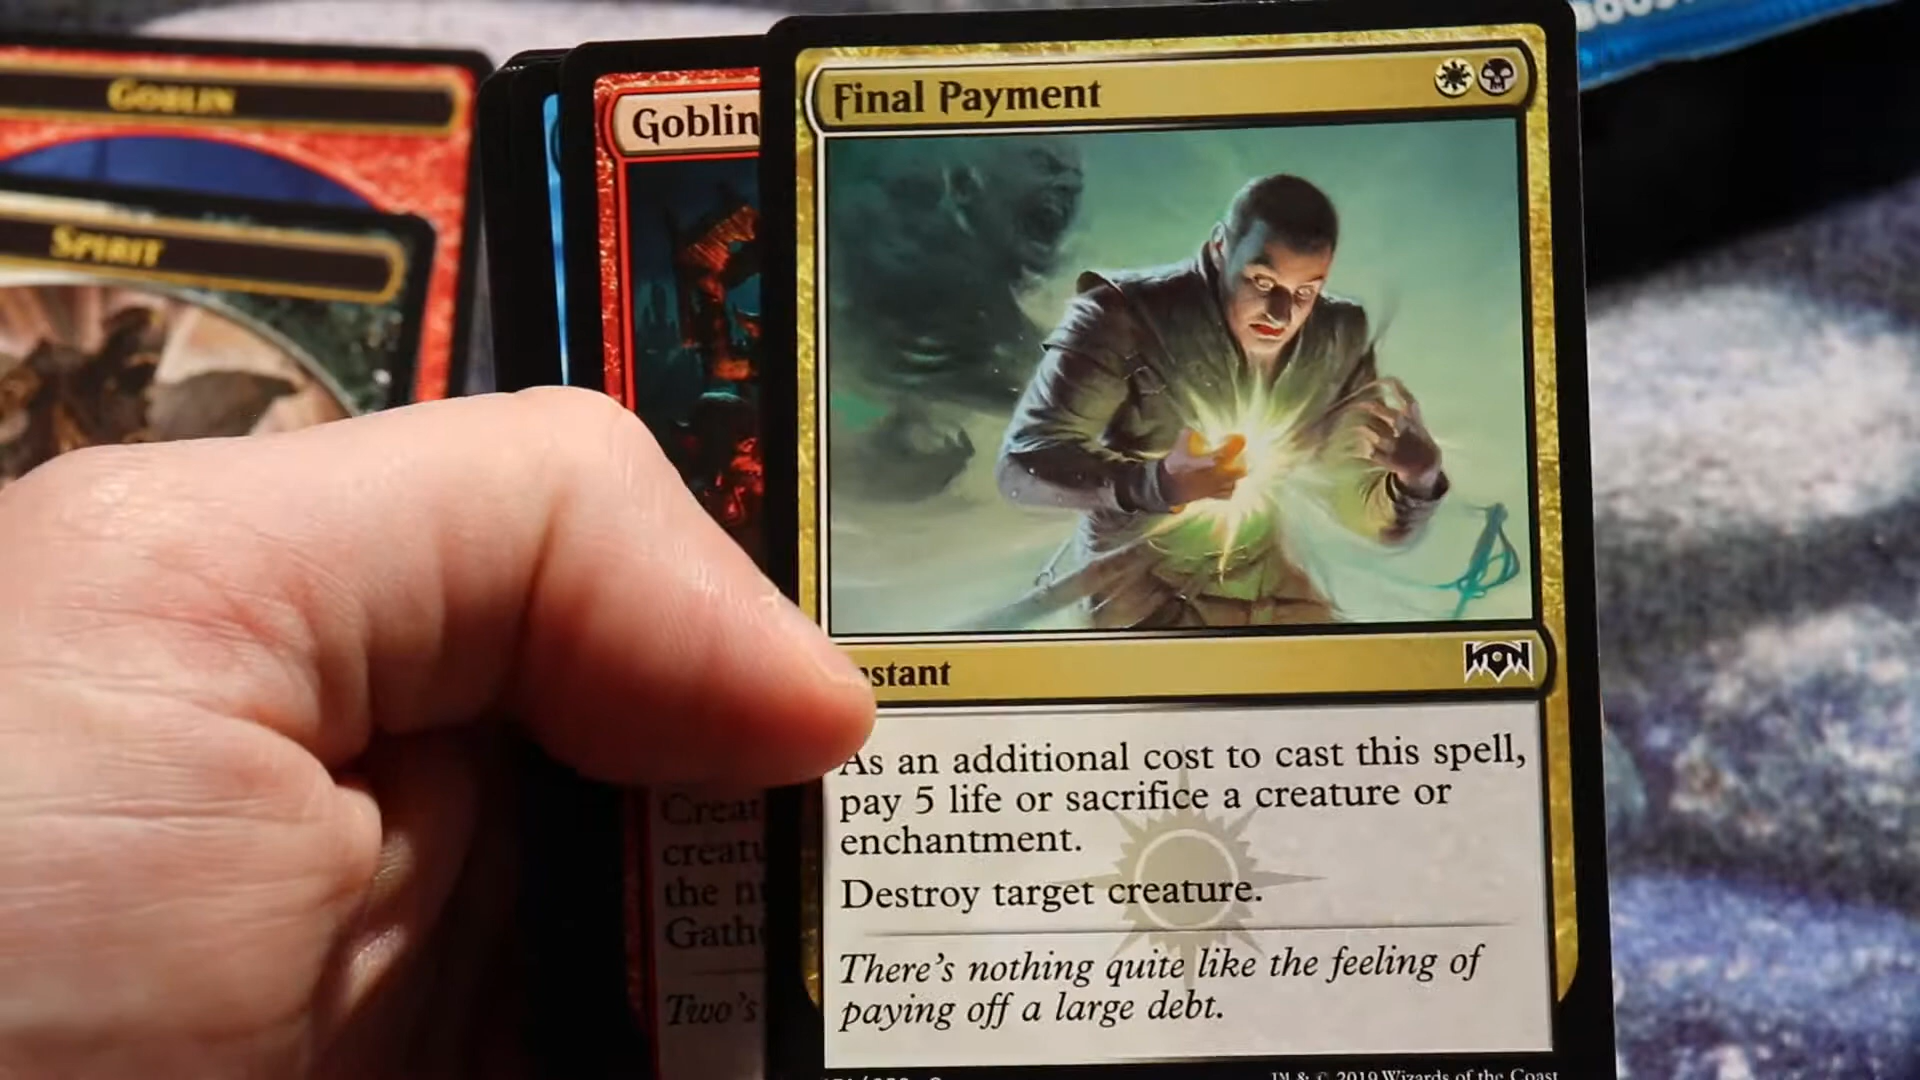 BOOS
GOBLIN
SPIRIT
Goblin
Creat
creatu
the n
Gath
Two's
Final Payment
stant
As an additional cost to cast this spell,
pay 5 life or sacrifice a creature or
enchantment.
Destroy target creature.
There's nothing quite like the feeling of
paying off a large debt.
™ & © 2019 Wizards of the Coast